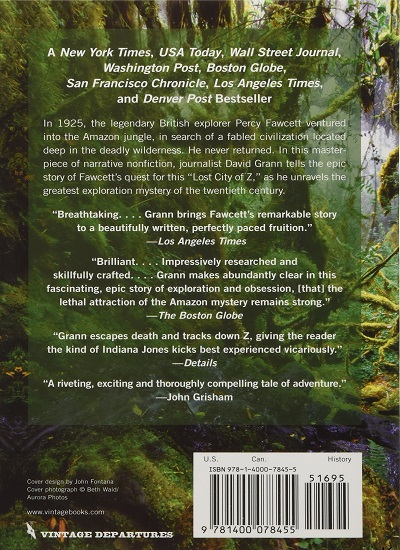 A New York Times, USA Today, Wall Street Journal,
Washington Post, Boston Globe,
San Francisco Chronicle, Los Angeles Times,
and Denver Post Bestseller
In 1925, the legendary British explorer Percy Fawcett ventured
into the Amazon jungle, in search of a fabled civilization located
deep in the deadly wilderness. He never returned. In this master-
piece of narrative nonfiction, journalist David Grann tells the epic
story of Fawcett's quest for this “Lost City of Z,” as he unravels the
greatest exploration mystery of the twentieth century.
“Breathtaking. . . . Grann brings Fawcett's remarkable story
to a beautifully written, perfectly paced fruition.”
—Los Angeles Times
“Brilliant. . . . Impressively researched and
skillfully crafted. . . . Grann makes abundantly clear in this
fascinating, epic story of exploration and obsession, [that] the
lethal attraction of the Amazon mystery remains strong.”
—The Boston Globe
“Grann escapes death and tracks down Z, giving the reader
the kind of Indiana Jones kicks best experienced vicariously.”
—Details
“A riveting, exciting and thoroughly compelling tale of adventure.”
—John Grisham
U.S. Can. History
ISBN 978-1-4000-7845-5
51695
9 781400 078455
Cover design by John Fontana
Cover photograph © Beth Wald/
Aurora Photos
www.vintagebooks.com
VINTAGE DEPARTURES